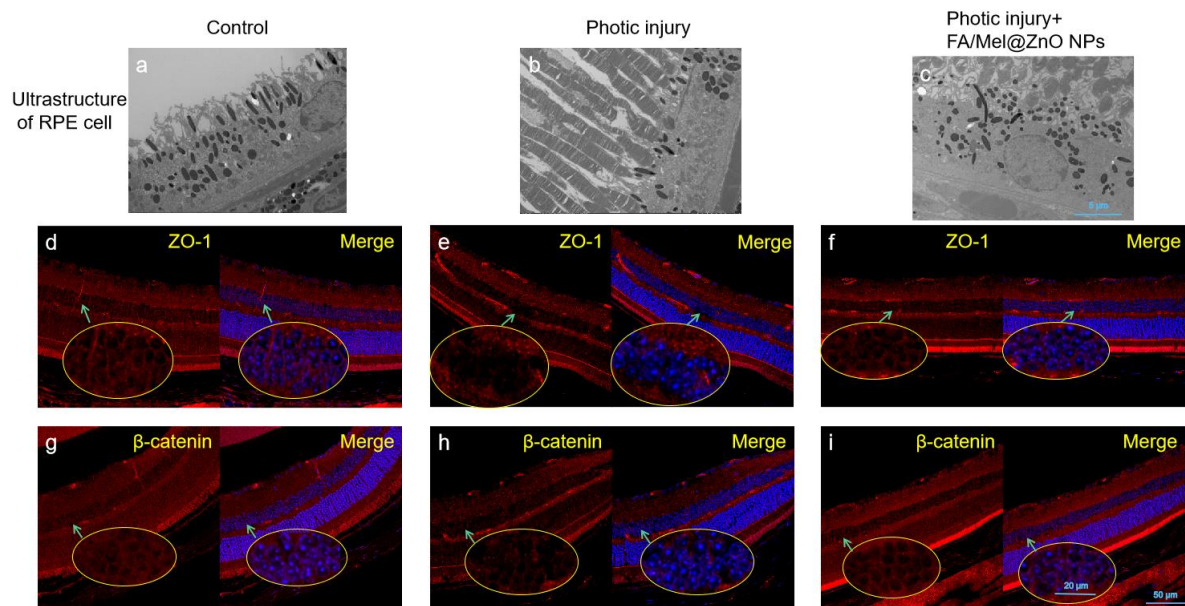 Control
Photic injury
Photic injury+
FA/Mel@ZnO NPs
Ultrastructure
of RPE cell
a
b
c
5 μm
d
ZO-1
Merge
e
ZO-1
Merge
f
ZO-1
Merge
g
β-catenin
Merge
h
β-catenin
Merge
i
β-catenin
Merge
20 μm
50 μm